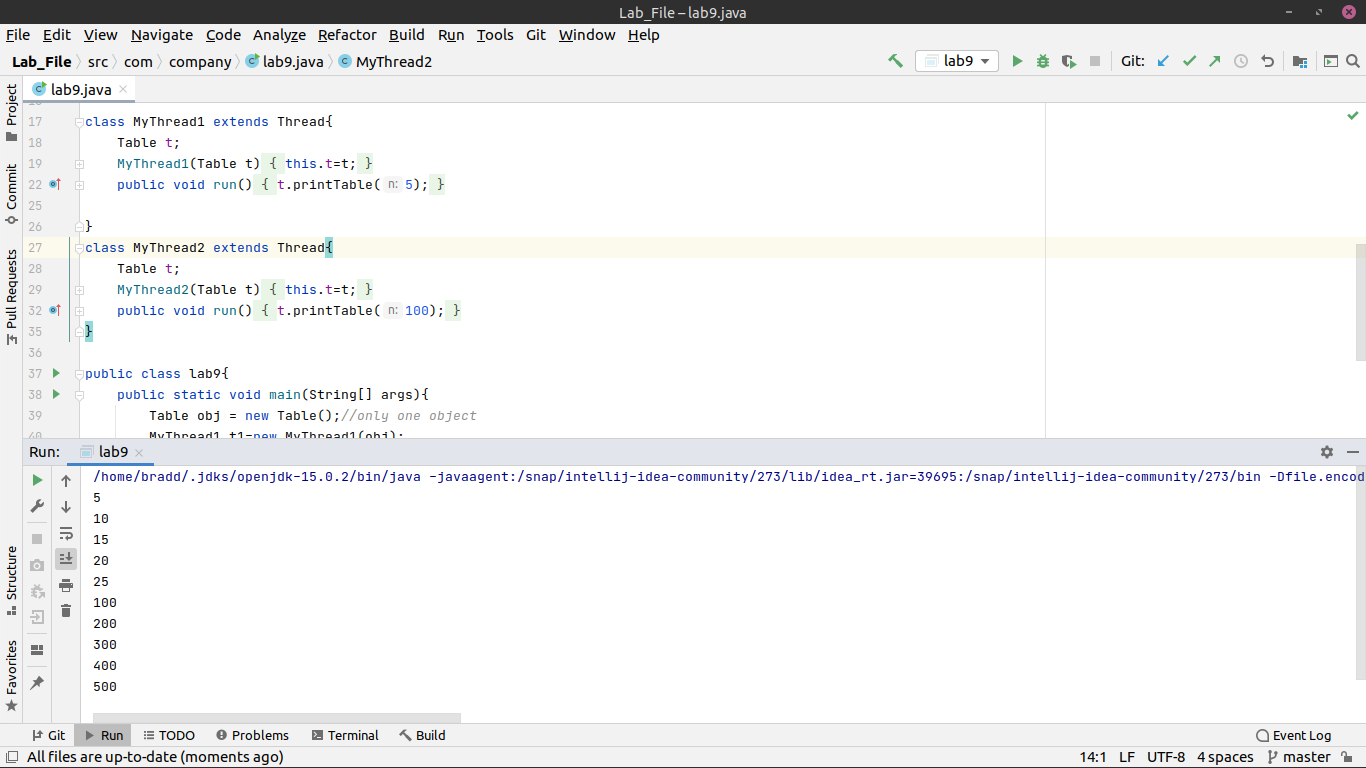 Lab_File – lab9.java
File Edit View Navigate Code Analyze Refactor Build Run Tools Git Window Help
Lab_File src com company lab9.java MyThread2 lab9 Git:
lab9.java
Project
Commit
Pull Requests
Structure
Favorites
17 class MyThread1 extends Thread{
18 Table t;
19 MyThread1(Table t) { this.t=t; }
22 public void run() { t.printTable( n: 5); }
25
26 }
27 class MyThread2 extends Thread{
28 Table t;
29 MyThread2(Table t) { this.t=t; }
32 public void run() { t.printTable( n: 100); }
35 }
36
37 public class lab9{
38 public static void main(String[] args){
39 Table obj = new Table();//only one object
40 MyThread1 t1=new MyThread1(obj);
Run: lab9
/home/bradd/.jdks/openjdk-15.0.2/bin/java -javaagent:/snap/intellij-idea-community/273/lib/idea_rt.jar=39695:/snap/intellij-idea-community/273/bin -Dfile.encod
5
10
15
20
25
100
200
300
400
500
Git Run TODO Problems Terminal Build Event Log
All files are up-to-date (moments ago) 14:1 LF UTF-8 4 spaces master